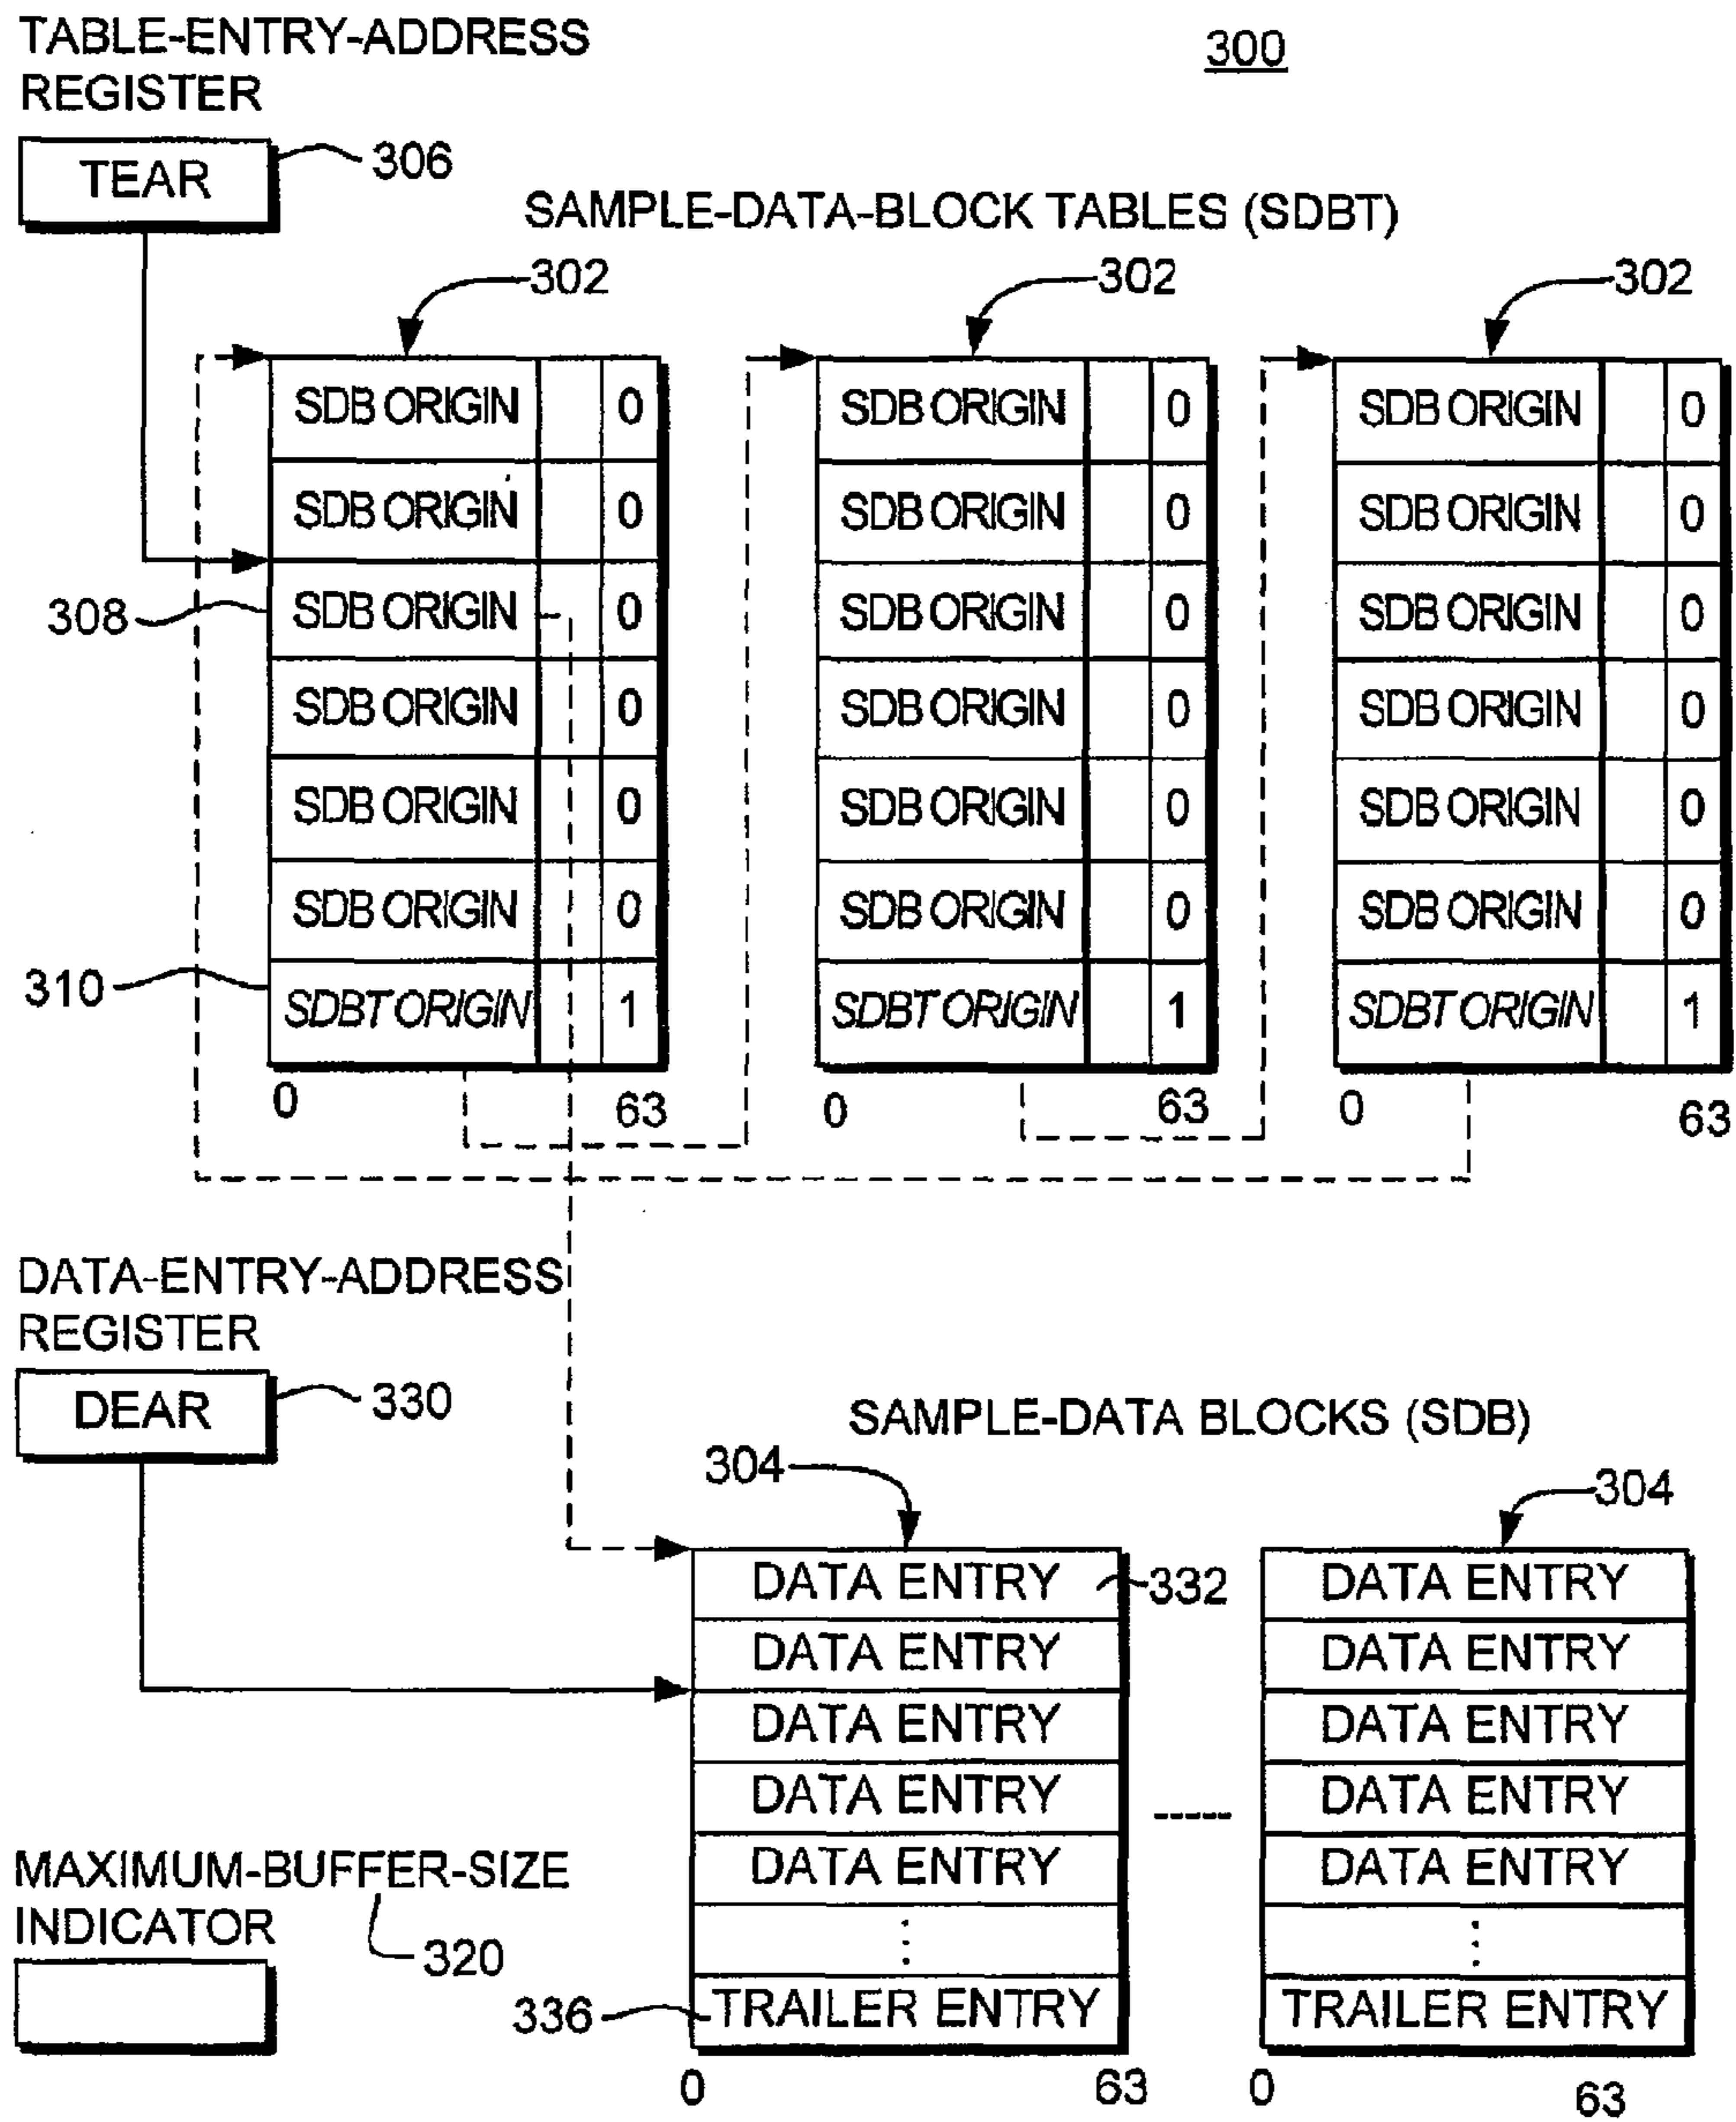 TABLE-ENTRY-ADDRESS
REGISTER
300
TEAR
306
SAMPLE-DATA-BLOCK TABLES (SDBT)
302
302
302
SDB ORIGIN 0 SDB ORIGIN 0 SDB ORIGIN 0
SDB ORIGIN 0 SDB ORIGIN 0 SDB ORIGIN 0
308 SDB ORIGIN 0 SDB ORIGIN 0 SDB ORIGIN 0
SDB ORIGIN 0 SDB ORIGIN 0 SDB ORIGIN 0
SDB ORIGIN 0 SDB ORIGIN 0 SDB ORIGIN 0
SDB ORIGIN 0 SDB ORIGIN 0 SDB ORIGIN 0
310 SDBT ORIGIN 1 SDBT ORIGIN 1 SDBT ORIGIN 1
0 63 0 63 0 63
DATA-ENTRY-ADDRESS
REGISTER
DEAR
330
SAMPLE-DATA BLOCKS (SDB)
304
304
DATA ENTRY 332 DATA ENTRY
DATA ENTRY DATA ENTRY
DATA ENTRY DATA ENTRY
DATA ENTRY DATA ENTRY
DATA ENTRY DATA ENTRY
MAXIMUM-BUFFER-SIZE
INDICATOR
320
336 TRAILER ENTRY TRAILER ENTRY
0 63 0 63